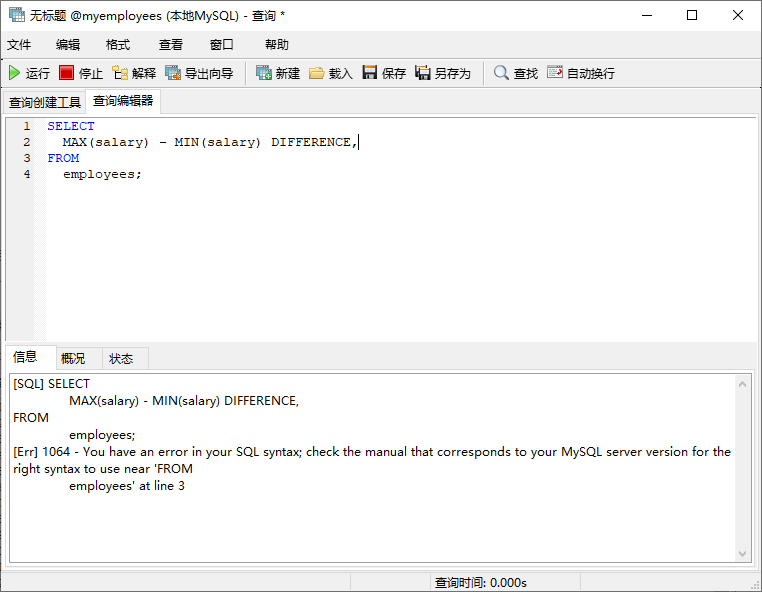 无标题 @myemployees (本地MySQL) - 查询 *
文件 编辑 格式 查看 窗口 帮助
运行 停止 解释 导出向导 新建 载入 保存 另存为 查找 自动换行
查询创建工具 查询编辑器
1 SELECT
2 MAX(salary) - MIN(salary) DIFFERENCE,
3 FROM
4 employees;
信息 概况 状态
[SQL] SELECT
MAX(salary) - MIN(salary) DIFFERENCE,
FROM
employees;
[Err] 1064 - You have an error in your SQL syntax; check the manual that corresponds to your MySQL server version for the
right syntax to use near 'FROM
employees' at line 3
查询时间: 0.000s